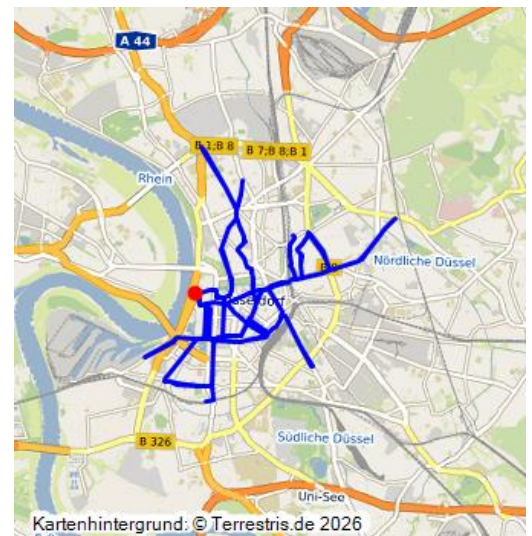 A 44
B 1;B 8
B 7;B 8;B 1
Rhein
Nördliche Düssel
Südliche Düssel
B 326
Uni-See
Kartenhintergrund: © Terrestris.de 2026